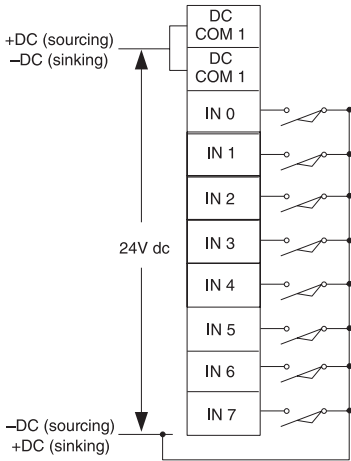 DC
COM 1
+DC (sourcing)
–DC (sinking)
DC
COM 1
IN 0
IN 1
IN 2
IN 3
24V dc
IN 4
IN 5
IN 6
IN 7
–DC (sourcing)
+DC (sinking)